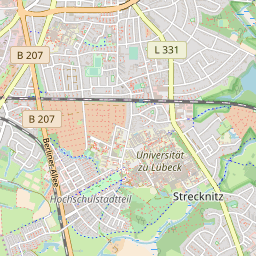 L 331
B 207
B 207
Berliner Allee
Universität
zu Lübeck
Strecknitz
Hochschulstadtteil